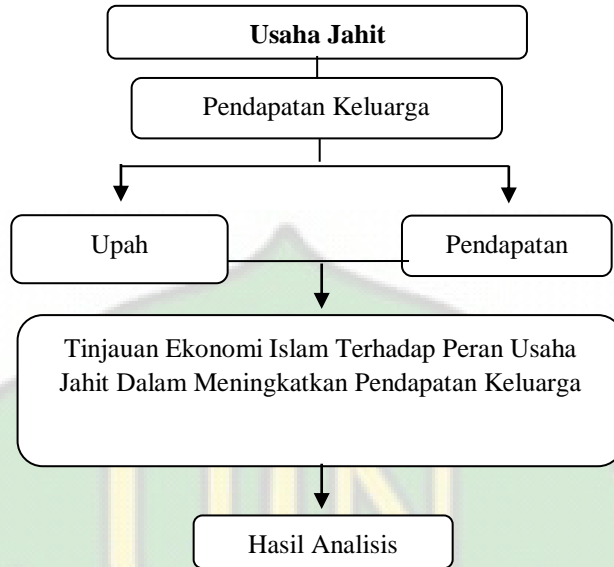 Usaha Jahit
Pendapatan Keluarga
Upah
Pendapatan
Tinjauan Ekonomi Islam Terhadap Peran Usaha
Jahit Dalam Meningkatkan Pendapatan Keluarga
Hasil Analisis